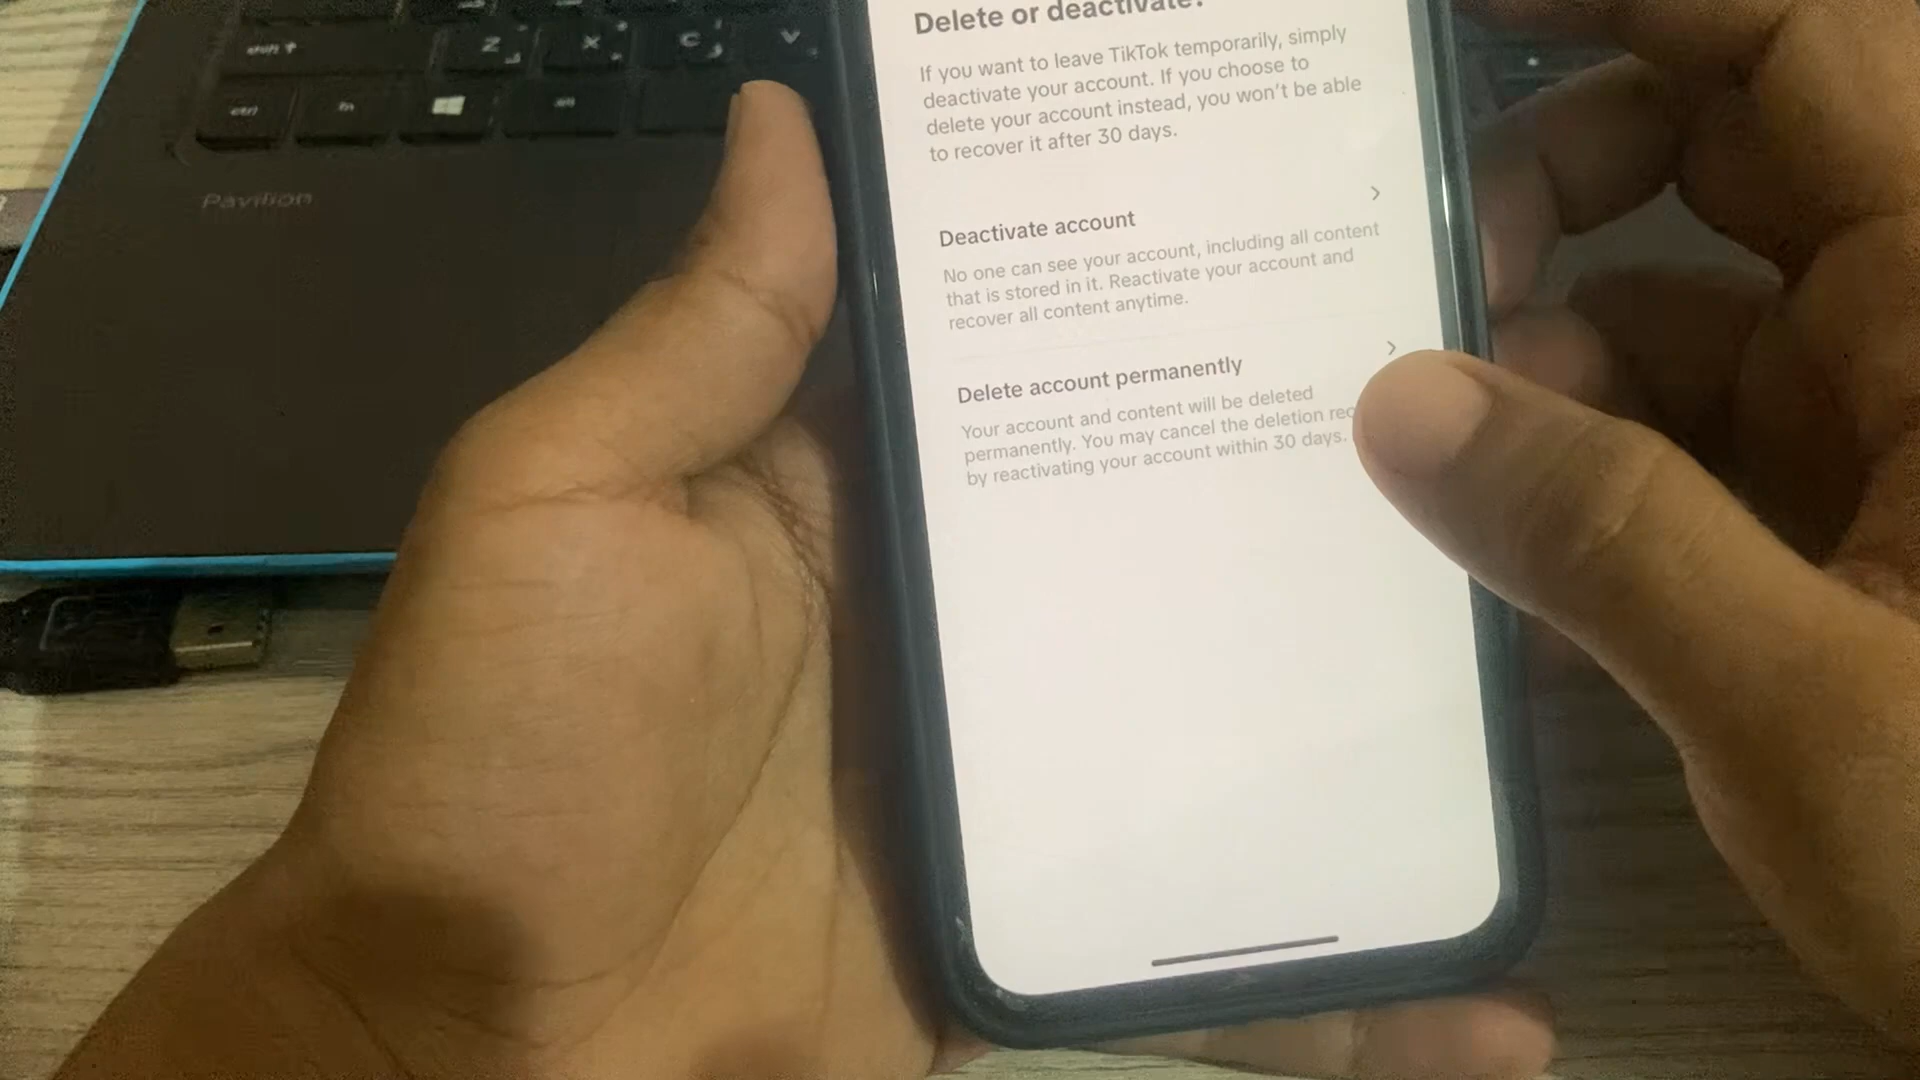 Delete or deactivate?
If you want to leave TikTok temporarily, simply
deactivate your account. If you choose to
delete your account instead, you won't be able
to recover it after 30 days.
Deactivate account
No one can see your account, including all content
that is stored in it. Reactivate your account and
recover all content anytime.
Delete account permanently
Your account and content will be deleted
permanently. You may cancel the deletion req
by reactivating your account within 30 days.
shift
Z
X
C
V
ctrl
fn
alt
Pavilion